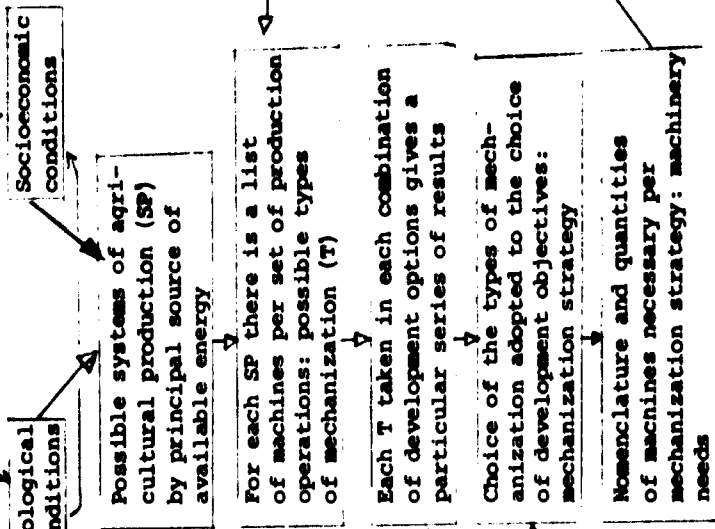 ological
nditions
Socioeconomic
conditions
Possible systems of agri-
cultural production (SP)
by principal source of
available energy
For each SP there is a list
of machines per set of production
operations: possible types
of mechanization (T)
Each T taken in each combination
of development options gives a
particular series of results
Choice of the types of mech-
anization adopted to the choice
of development objectives:
mechanization strategy
Nomenclature and quantities
of machines necessary per
mechanization strategy: machinery
needs